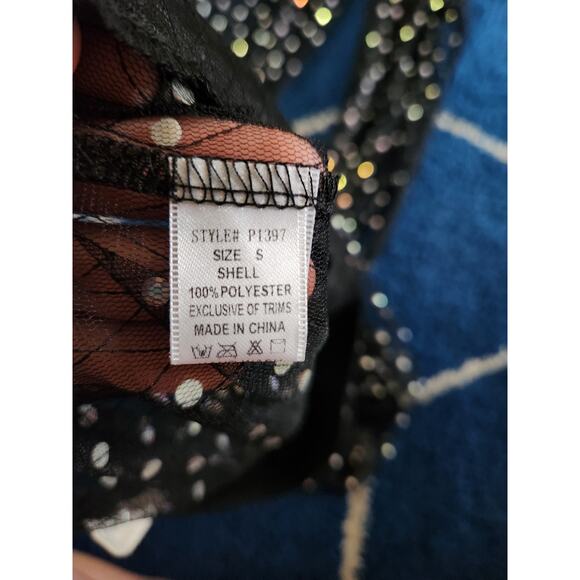 STYLE# P1397
SIZE S
SHELL
100%POLYESTER
EXCLUSIVE OF TRIMS
MADE IN CHINA